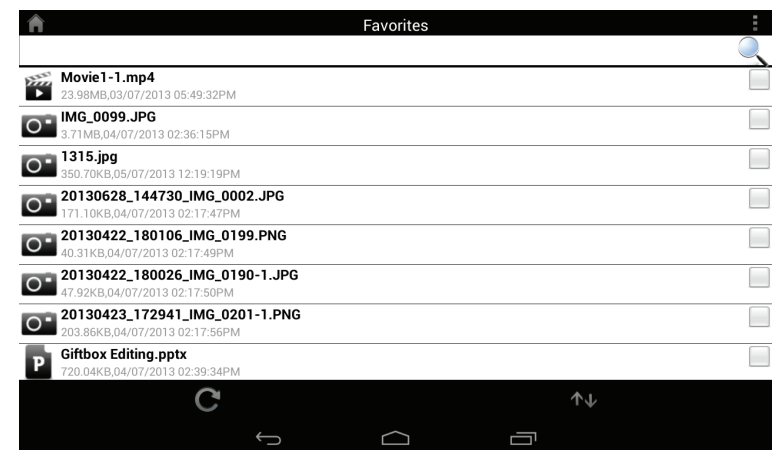 Favorites
Movie1-1.mp4
23.98MB,03/07/2013 05:49:32PM
IMG_0099.JPG
3.71MB,04/07/2013 02:36:15PM
1315.jpg
350.70KB,05/07/2013 12:19:19PM
20130628_144730_IMG_0002.JPG
171.10KB,04/07/2013 02:17:47PM
20130422_180106_IMG_0199.PNG
40.31KB,04/07/2013 02:17:49PM
20130422_180026_IMG_0190-1.JPG
47.92KB,04/07/2013 02:17:50PM
20130423_172941_IMG_0201-1.PNG
203.86KB,04/07/2013 02:17:56PM
Giftbox Editing.pptx
P
720.04KB,04/07/2013 02:39:34PM